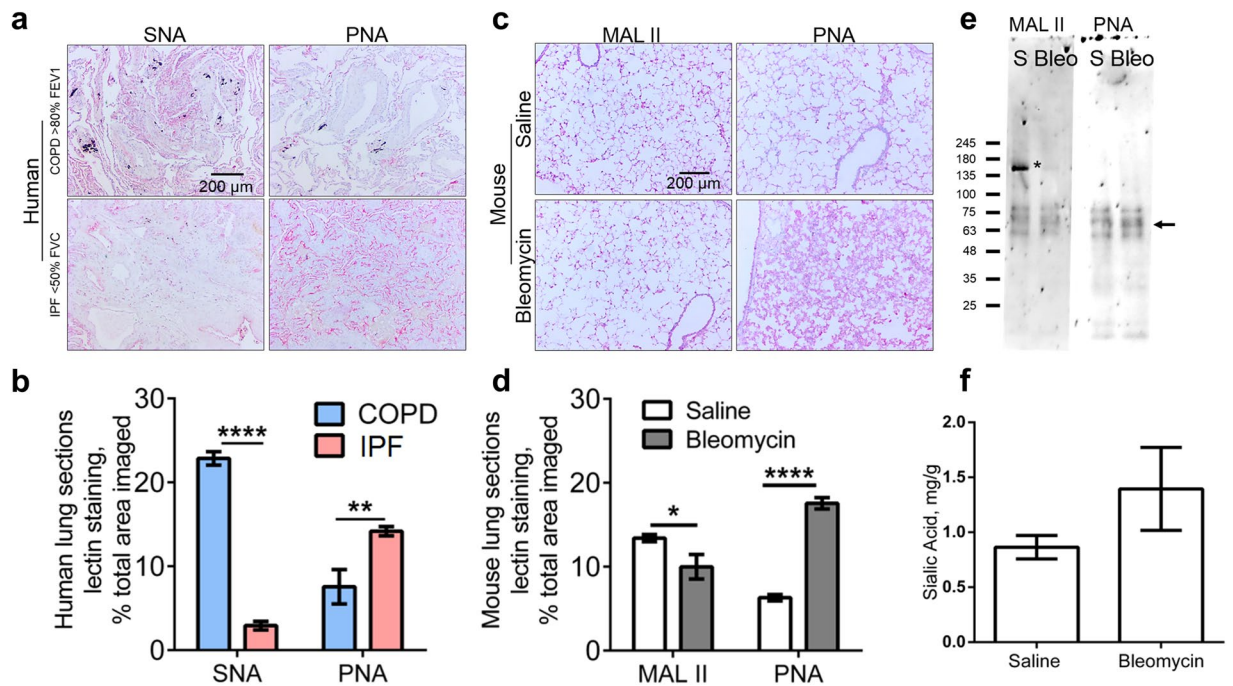 a
SNA
PNA
Human
COPD >80% FEV1
IPF <50% FVC
200 µm
b
Human lung sections
lectin staining,
% total area imaged
30
20
10
0
****
**
COPD
IPF
SNA
PNA
c
MAL II
PNA
Mouse
Saline
Bleomycin
200 µm
d
Mouse lung sections
lectin staining,
% total area imaged
30
20
10
0
*
****
Saline
Bleomycin
MAL II
PNA
e
MAL II
PNA
S Bleo
S Bleo
245
180
135
100
75
63
48
35
25
*
f
Sialic Acid, mg/g
2.0
1.5
1.0
0.5
0.0
Saline
Bleomycin